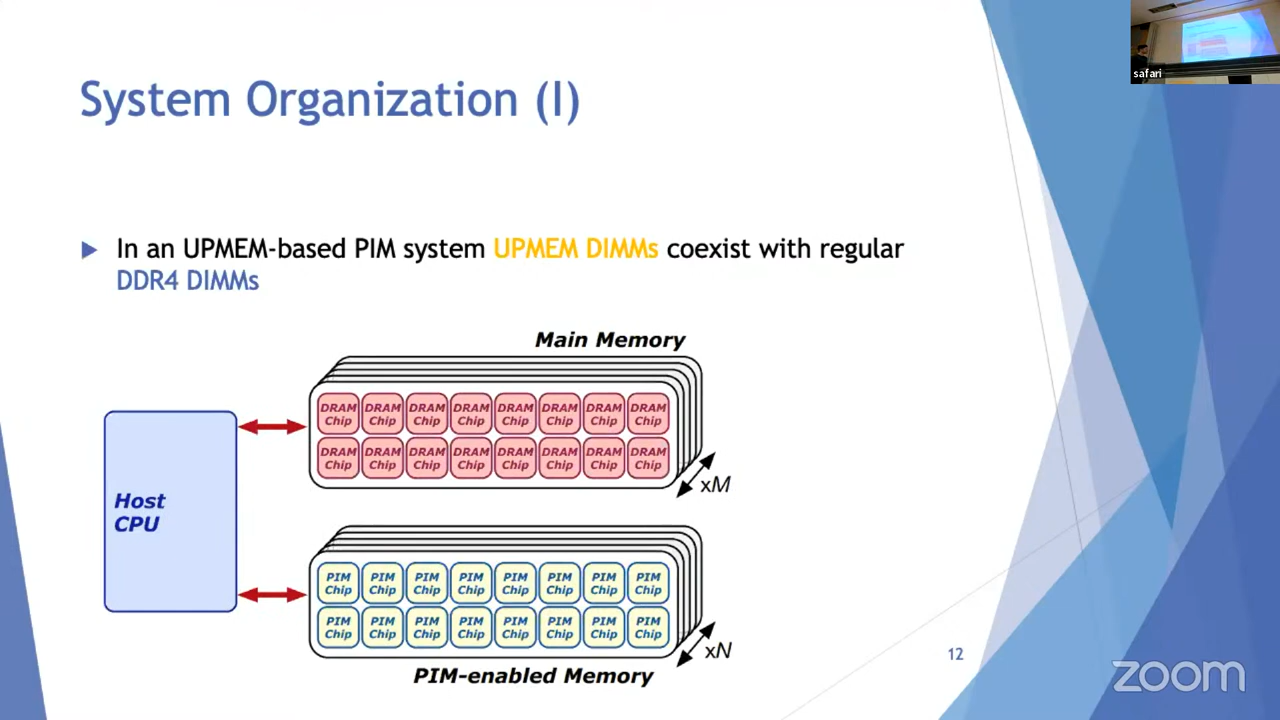 safari
System Organization (I)
In an UPMEM-based PIM system UPMEM DIMMs coexist with regular
DDR4 DIMMs
Main Memory
DRAM Chip DRAM Chip DRAM Chip DRAM Chip DRAM Chip DRAM Chip DRAM Chip DRAM Chip
DRAM Chip DRAM Chip DRAM Chip DRAM Chip DRAM Chip DRAM Chip DRAM Chip DRAM Chip
xM
Host
CPU
PIM Chip PIM Chip PIM Chip PIM Chip PIM Chip PIM Chip PIM Chip PIM Chip
PIM Chip PIM Chip PIM Chip PIM Chip PIM Chip PIM Chip PIM Chip PIM Chip
xN
PIM-enabled Memory
12
zoom